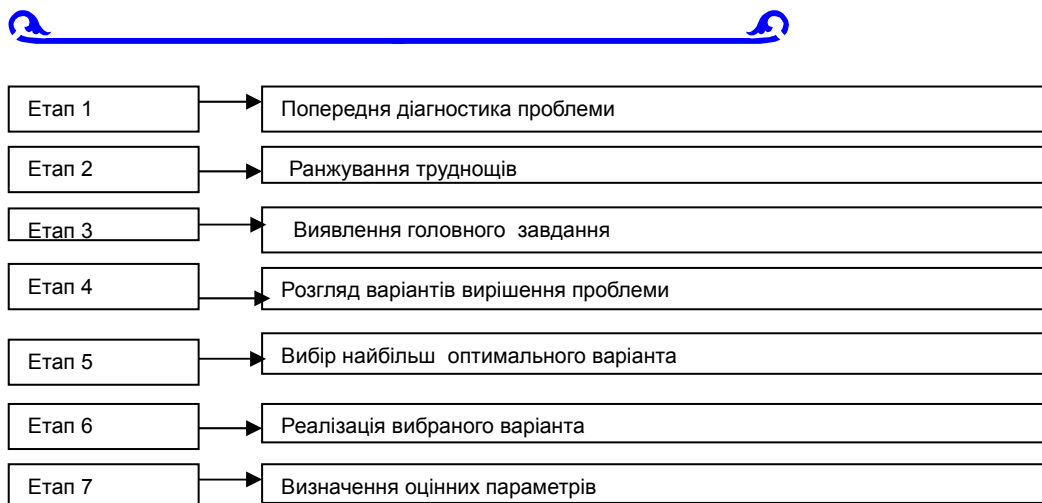 Етап 1 Попередня діагностика проблеми
Етап 2 Ранжування труднощів
Етап 3 Виявлення головного завдання
Етап 4 Розгляд варіантів вирішення проблеми
Етап 5 Вибір найбільш оптимального варіанта
Етап 6 Реалізація вибраного варіанта
Етап 7 Визначення оцінних параметрів